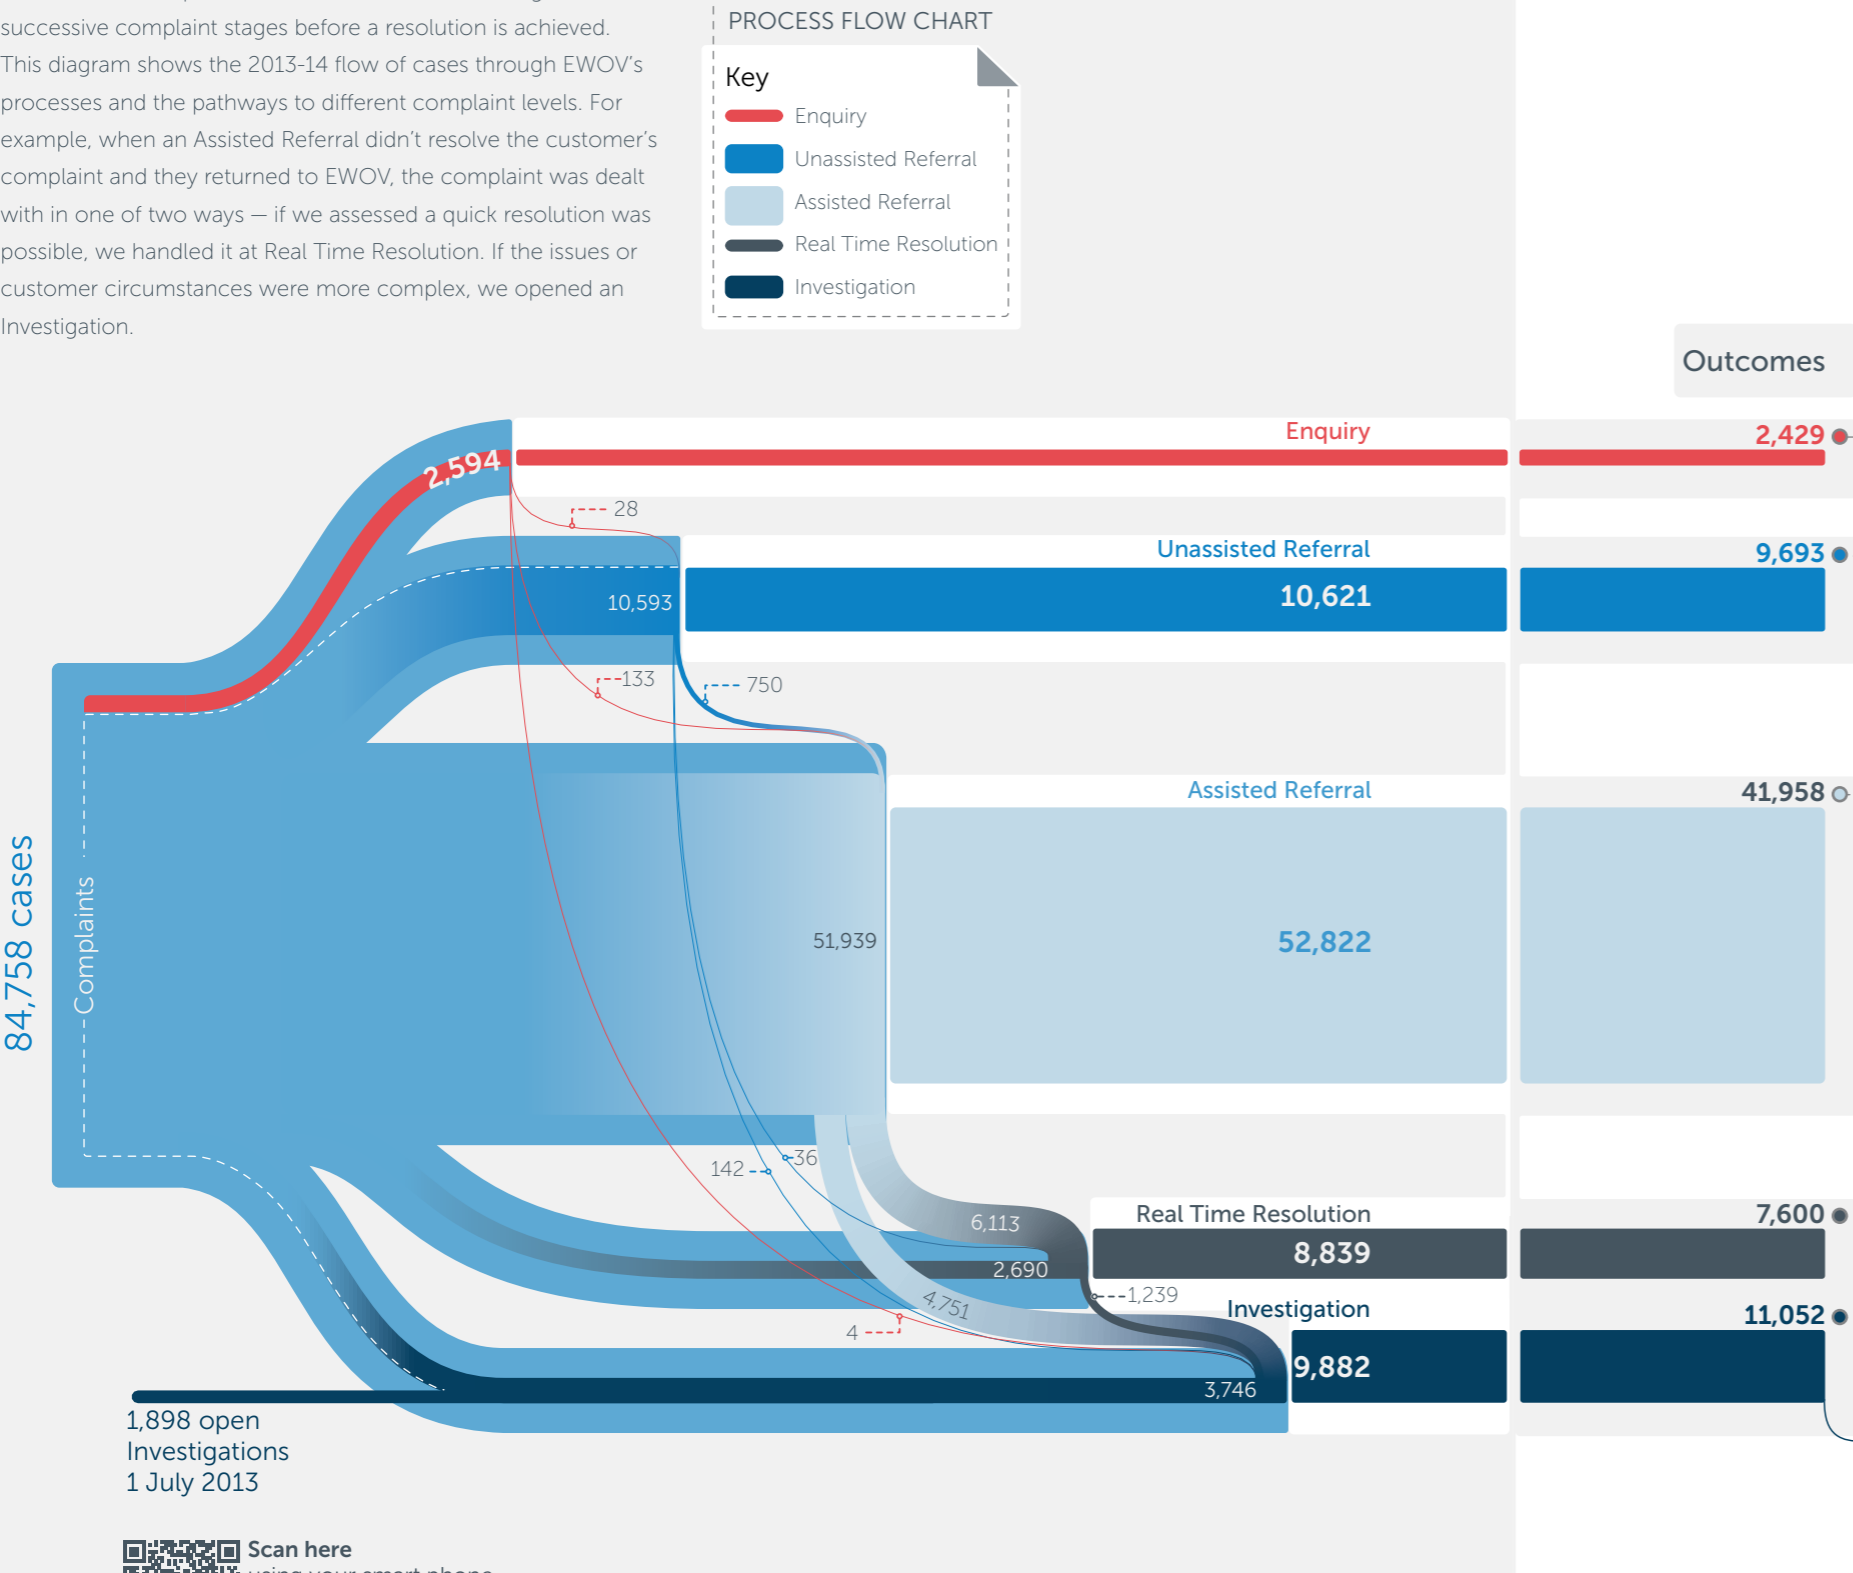 successive complaint stages before a resolution is achieved.
This diagram shows the 2013-14 flow of cases through EWOV's
processes and the pathways to different complaint levels. For
example, when an Assisted Referral didn't resolve the customer's
complaint and they returned to EWOV, the complaint was dealt
with in one of two ways — if we assessed a quick resolution was
possible, we handled it at Real Time Resolution. If the issues or
customer circumstances were more complex, we opened an
Investigation.
PROCESS FLOW CHART
Key
Enquiry
Unassisted Referral
Assisted Referral
Real Time Resolution
Investigation
Outcomes
Enquiry
2,429
2,594
28
Unassisted Referral
9,693
10,593
10,621
133
750
Assisted Referral
41,958
84,758 cases
Complaints
51,939
52,822
142
36
Real Time Resolution
7,600
6,113
8,839
2,690
1,239
4,751
Investigation
11,052
4
9,882
3,746
1,898 open
Investigations
1 July 2013
Scan here
using your smart phone